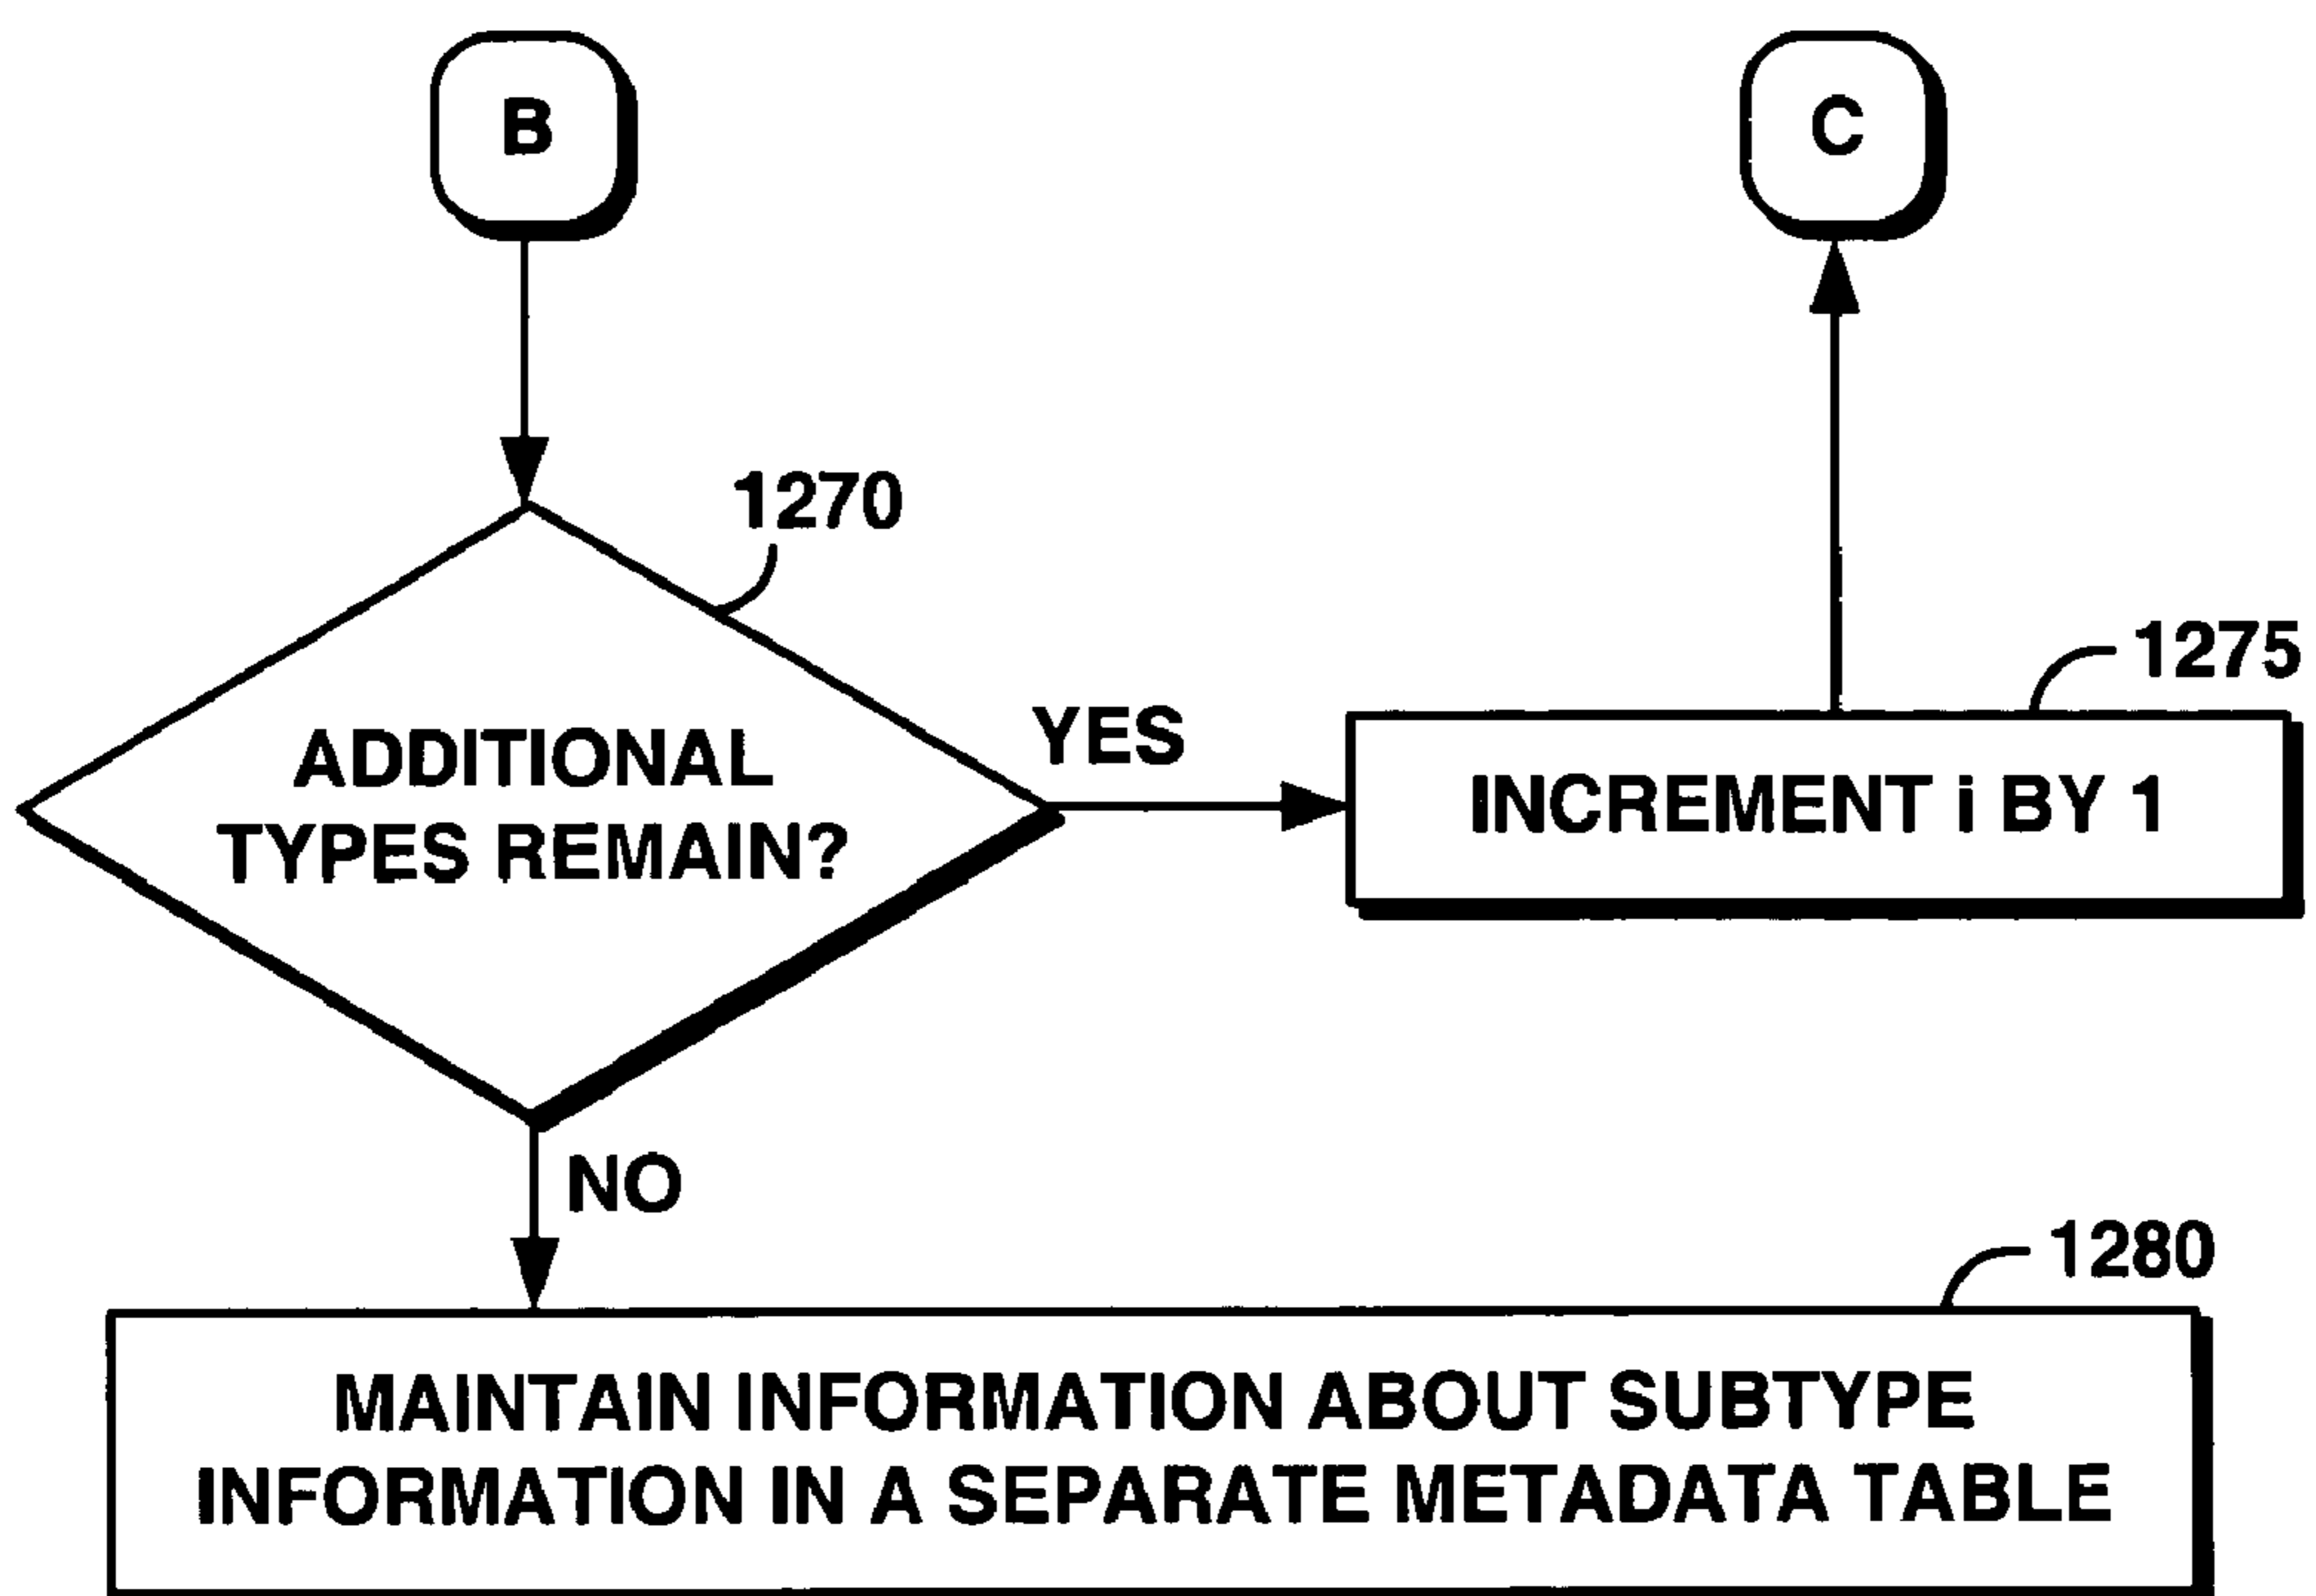 B
C
1270
ADDITIONAL
TYPES REMAIN?
YES
1275
INCREMENT i BY 1
NO
1280
MAINTAIN INFORMATION ABOUT SUBTYPE
INFORMATION IN A SEPARATE METADATA TABLE